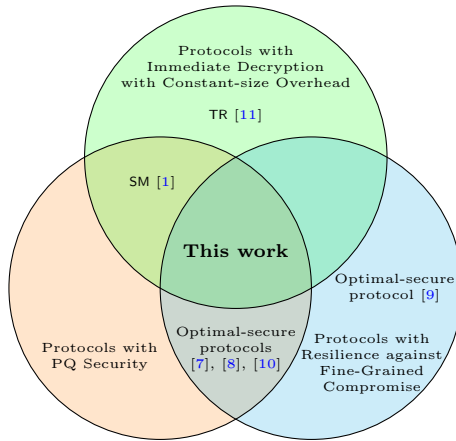 Protocols with
Immediate Decryption
with Constant-size Overhead
TR [11]
SM [1]
This work
Optimal-secure
protocol [9]
Optimal-secure
protocols
[7], [8], [10]
Protocols with
PQ Security
Protocols with
Resilience against
Fine-Grained
Compromise